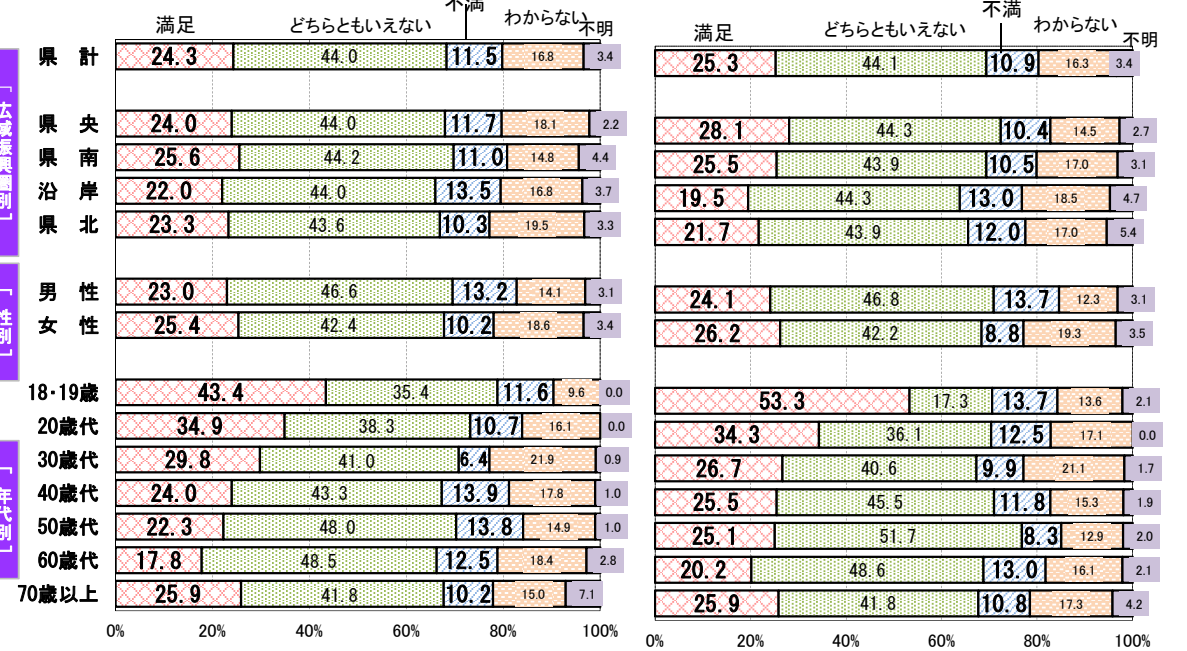 満足 どちらともいえない 不満 わからない 不明
満足 どちらともいえない 不満 わからない 不明
[広域振興圏別]
県 計 24.3 44.0 11.5 16.8 3.4 25.3 44.1 10.9 16.3 3.4
県 央 24.0 44.0 11.7 18.1 2.2 28.1 44.3 10.4 14.5 2.7
県 南 25.6 44.2 11.0 14.8 4.4 25.5 43.9 10.5 17.0 3.1
沿 岸 22.0 44.0 13.5 16.8 3.7 19.5 44.3 13.0 18.5 4.7
県 北 23.3 43.6 10.3 19.5 3.3 21.7 43.9 12.0 17.0 5.4
[性別]
男 性 23.0 46.6 13.2 14.1 3.1 24.1 46.8 13.7 12.3 3.1
女 性 25.4 42.4 10.2 18.6 3.4 26.2 42.2 8.8 19.3 3.5
[年代別]
18・19歳 43.4 35.4 11.6 9.6 0.0 53.3 17.3 13.7 13.6 2.1
20歳代 34.9 38.3 10.7 16.1 0.0 34.3 36.1 12.5 17.1 0.0
30歳代 29.8 41.0 6.4 21.9 0.9 26.7 40.6 9.9 21.1 1.7
40歳代 24.0 43.3 13.9 17.8 1.0 25.5 45.5 11.8 15.3 1.9
50歳代 22.3 48.0 13.8 14.9 1.0 25.1 51.7 8.3 12.9 2.0
60歳代 17.8 48.5 12.5 18.4 2.8 20.2 48.6 13.0 16.1 2.1
70歳以上 25.9 41.8 10.2 15.0 7.1 25.9 41.8 10.8 17.3 4.2
0% 20% 40% 60% 80% 100% 0% 20% 40% 60% 80% 100%